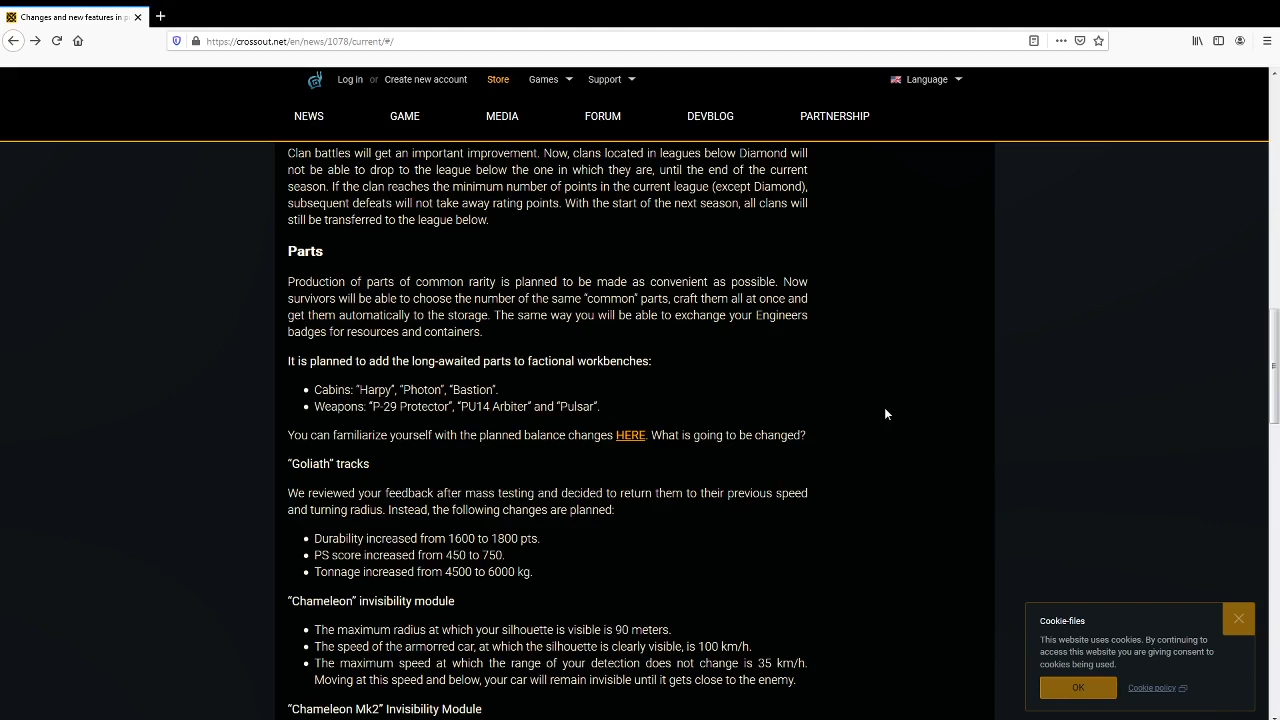 Changes and new features in p
https://crossout.net/en/news/1078/current/#/
Log in or Create new account Store Games Support Language
NEWS GAME MEDIA FORUM DEVBLOG PARTNERSHIP
Clan battles will get an important improvement. Now, clans located in leagues below Diamond will
not be able to drop to the league below the one in which they are, until the end of the current
season. If the clan reaches the minimum number of points in the current league (except Diamond),
subsequent defeats will not take away rating points. With the start of the next season, all clans will
still be transferred to the league below.
Parts
Production of parts of common rarity is planned to be made as convenient as possible. Now
survivors will be able to choose the number of the same “common” parts, craft them all at once and
get them automatically to the storage. The same way you will be able to exchange your Engineers
badges for resources and containers.
It is planned to add the long-awaited parts to factional workbenches:
• Cabins: “Harpy”, “Photon”, “Bastion”.
• Weapons: “P-29 Protector”, “PU14 Arbiter” and “Pulsar”.
You can familiarize yourself with the planned balance changes HERE. What is going to be changed?
“Goliath” tracks
We reviewed your feedback after mass testing and decided to return them to their previous speed
and turning radius. Instead, the following changes are planned:
• Durability increased from 1600 to 1800 pts.
• PS score increased from 450 to 750.
• Tonnage increased from 4500 to 6000 kg.
“Chameleon” invisibility module
• The maximum radius at which your silhouette is visible is 90 meters.
• The speed of the armorred car, at which the silhouette is clearly visible, is 100 km/h.
• The maximum speed at which the range of your detection does not change is 35 km/h.
Moving at this speed and below, your car will remain invisible until it gets close to the enemy.
“Chameleon Mk2” Invisibility Module
Cookie-files
This website uses cookies. By continuing to
access this website you are giving consent to
cookies being used.
OK Cookie policy